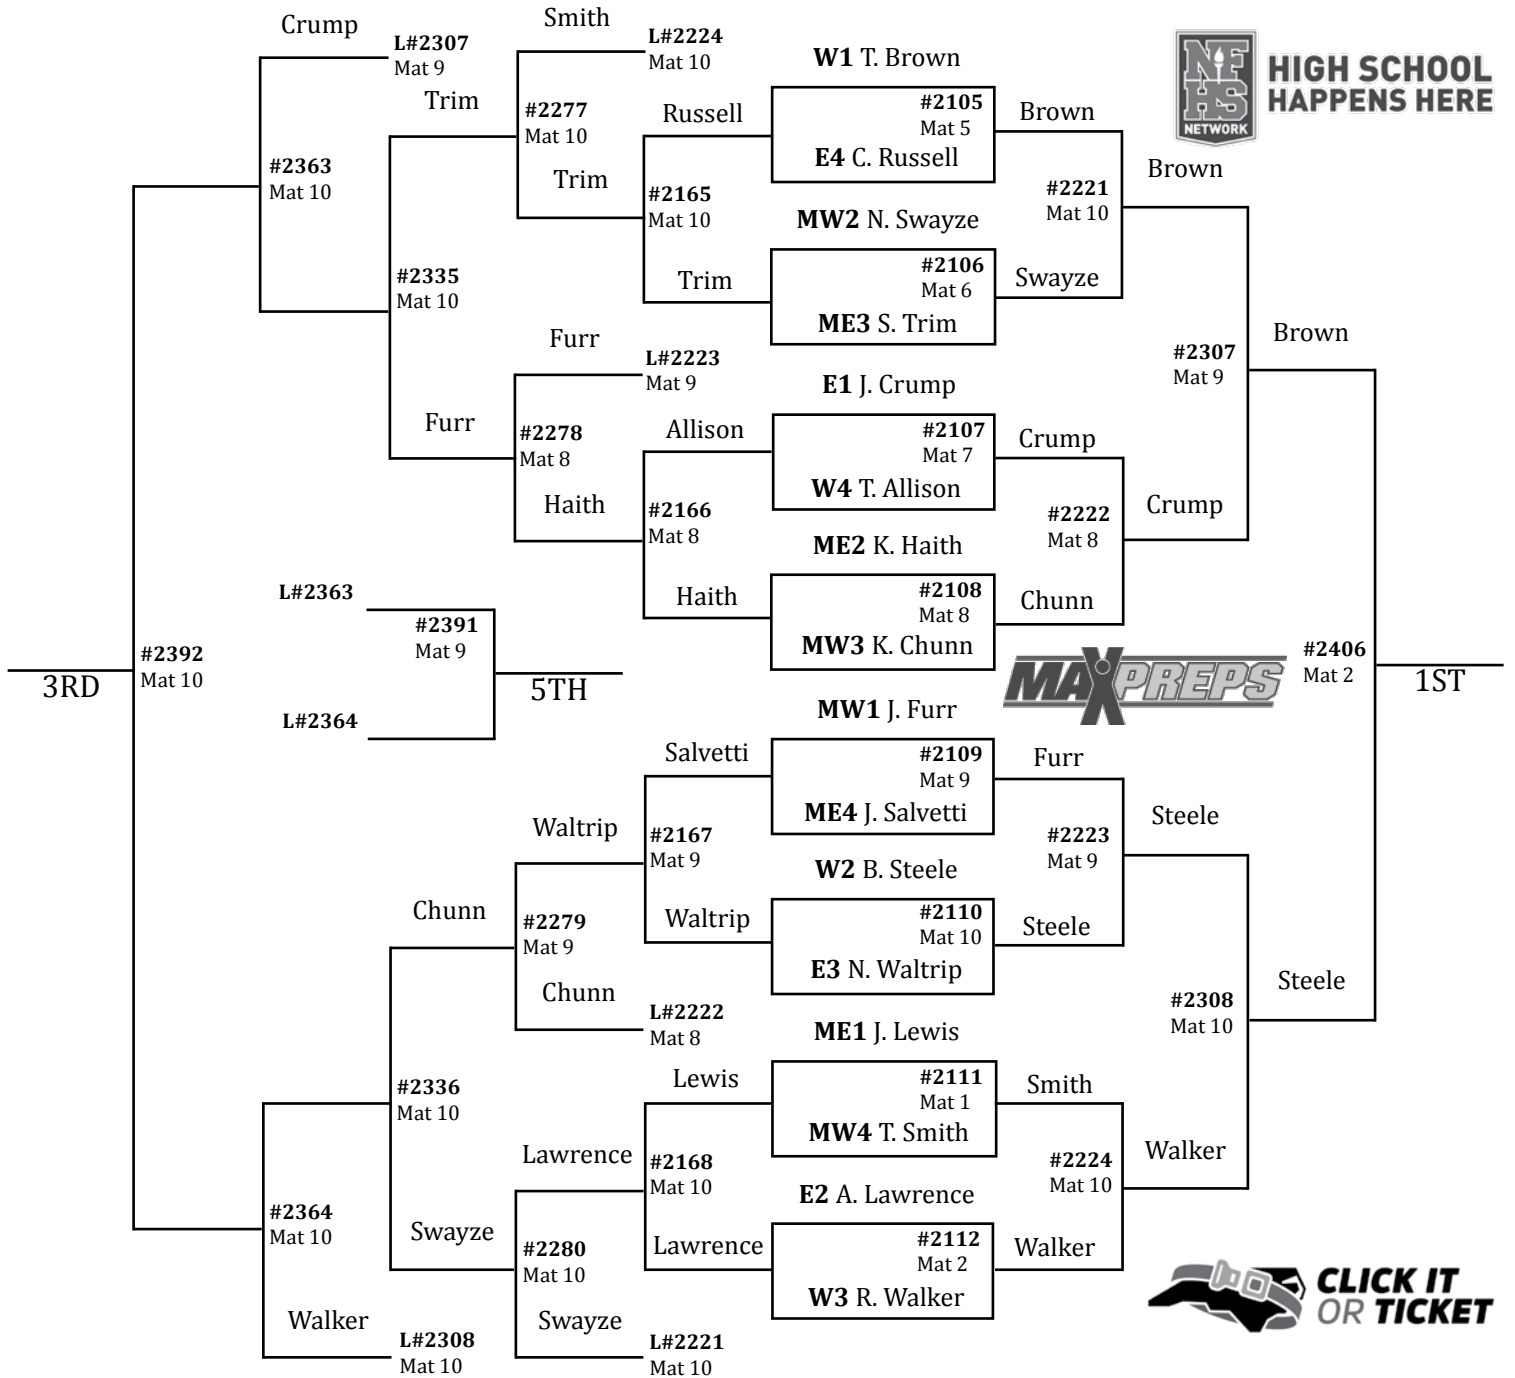 Crump
L#2307
Mat 9
Smith
L#2224
Mat 10
W1 T. Brown
NFHS
NETWORK
HIGH SCHOOL
HAPPENS HERE
Trim
#2277
Mat 10
Russell
#2105
Mat 5
Brown
E4 C. Russell
#2363
Mat 10
Trim
#2165
Mat 10
MW2 N. Swayze
#2221
Mat 10
Brown
#2335
Mat 10
Trim
#2106
Mat 6
Swayze
ME3 S. Trim
Furr
L#2223
Mat 9
E1 J. Crump
#2307
Mat 9
Brown
Furr
#2278
Mat 8
Allison
#2107
Mat 7
Crump
W4 T. Allison
Haith
#2166
Mat 8
ME2 K. Haith
#2222
Mat 8
Crump
L#2363
Haith
#2108
Mat 8
Chunn
MW3 K. Chunn
#2391
Mat 9
#2392
Mat 10
3RD
5TH
L#2364
MAXPREPS
#2406
Mat 2
1ST
MW1 J. Furr
Salvetti
#2109
Mat 9
Furr
ME4 J. Salvetti
Waltrip
#2167
Mat 9
W2 B. Steele
#2223
Mat 9
Steele
Chunn
#2279
Mat 9
Waltrip
#2110
Mat 10
Steele
E3 N. Waltrip
Chunn
L#2222
Mat 8
ME1 J. Lewis
#2308
Mat 10
Steele
#2336
Mat 10
Lewis
#2111
Mat 1
Smith
MW4 T. Smith
Lawrence
#2168
Mat 10
E2 A. Lawrence
#2224
Mat 10
Walker
#2364
Mat 10
Swayze
#2280
Mat 10
Lawrence
#2112
Mat 2
Walker
W3 R. Walker
Walker
L#2308
Mat 10
Swayze
L#2221
Mat 10
CLICK IT
OR TICKET